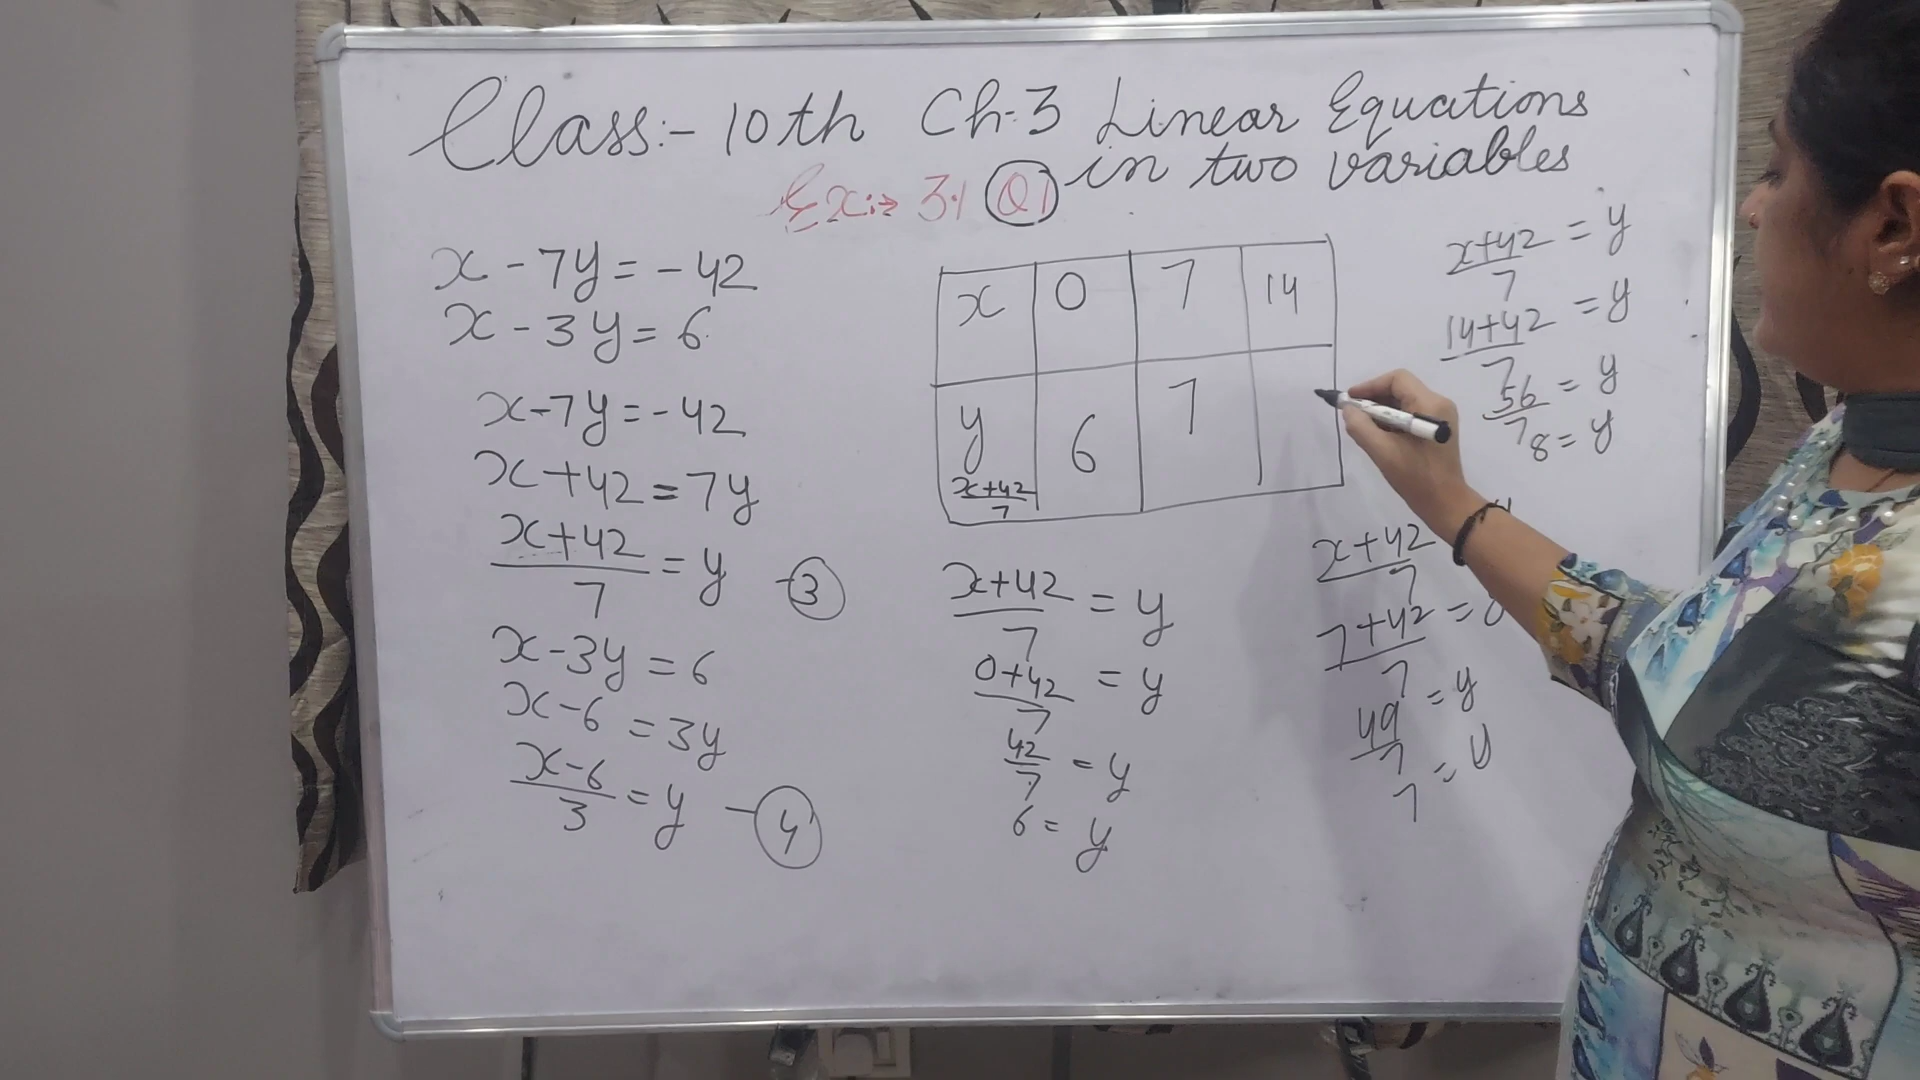 Class:- 10th Ch-3 Linear Equations
in two variables
Ex:→ 3.1 Q1
x - 7y = - 42
x - 3y = 6
x - 7y = - 42
x + 42 = 7y
x+42/7 = y -3
x - 3y = 6
x - 6 = 3y
x-6/3 = y -4
x 0 7 14
y 6 7
x+42/7
x+42/7 = y
0+42/7 = y
42/7 = y
6 = y
x+42/7
7+42/7 = y
49/7 = y
7 = y
x+42/7 = y
14+42/7 = y
56/7 = y
8 = y